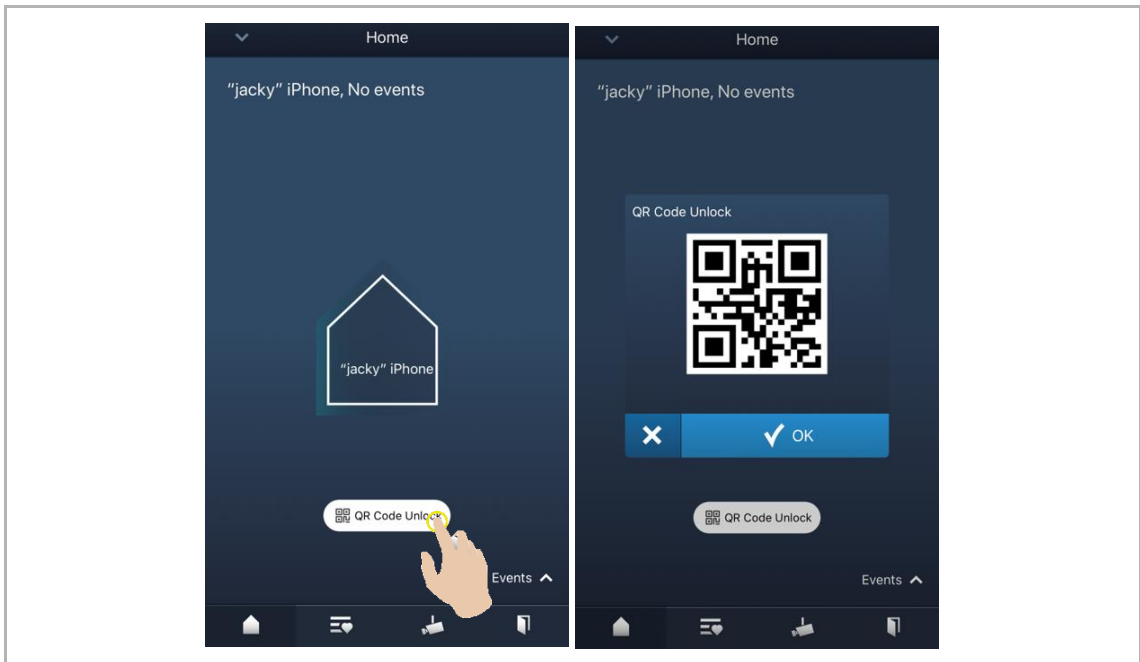 Home
"jacky" iPhone, No events
"jacky" iPhone
QR Code Unlock
Events
Home
"jacky" iPhone, No events
QR Code Unlock
OK
QR Code Unlock
Events